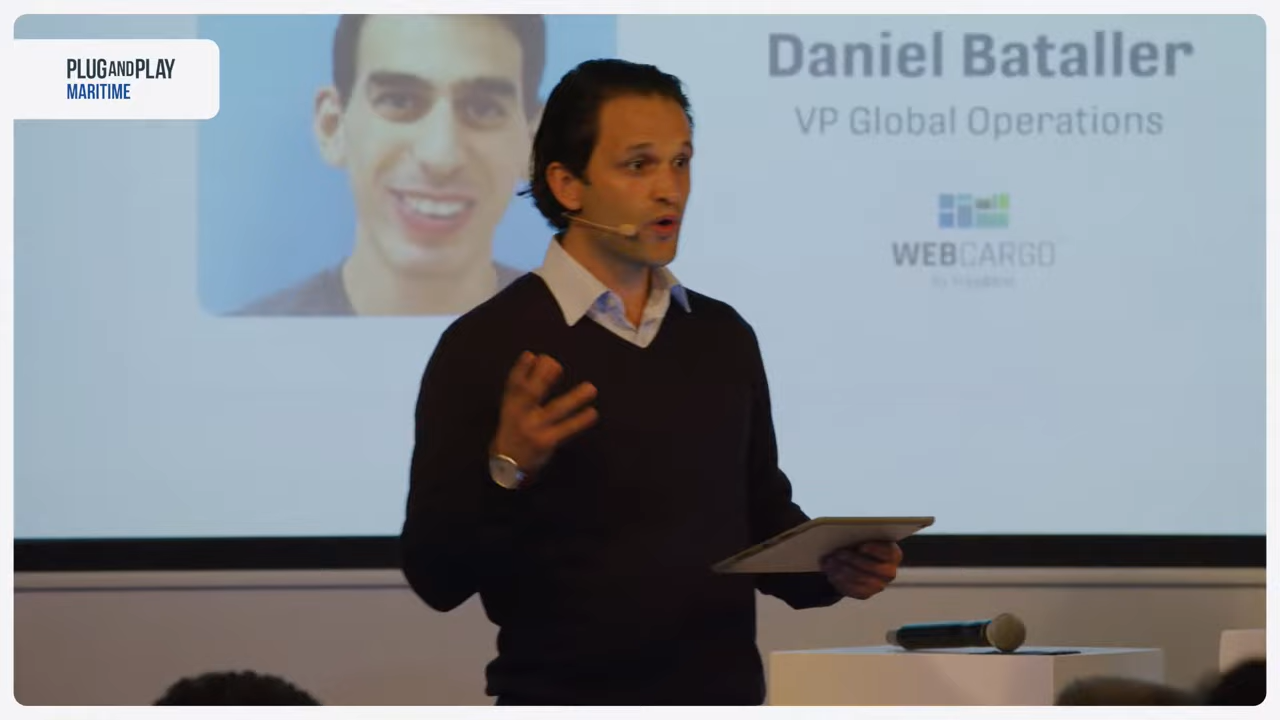 PLUGANDPLAY
MARITIME
Daniel Bataller
VP Global Operations
WEBCARGO